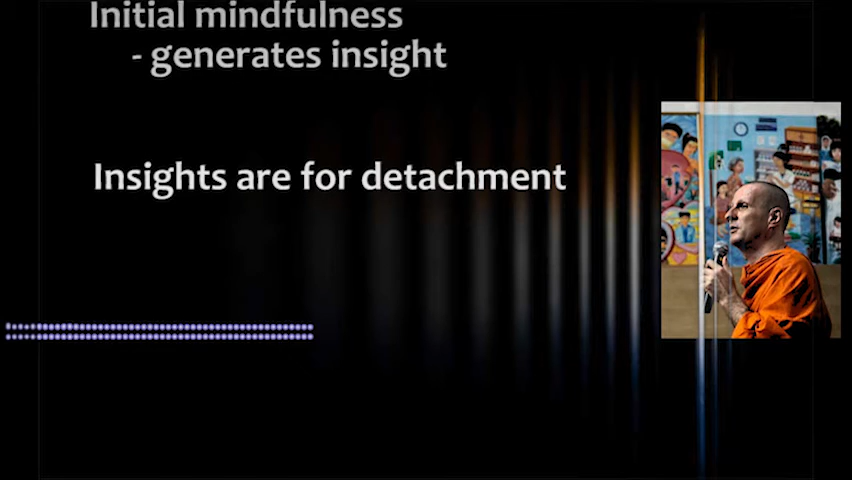 Initial mindfulness
- generates insight
Insights are for detachment